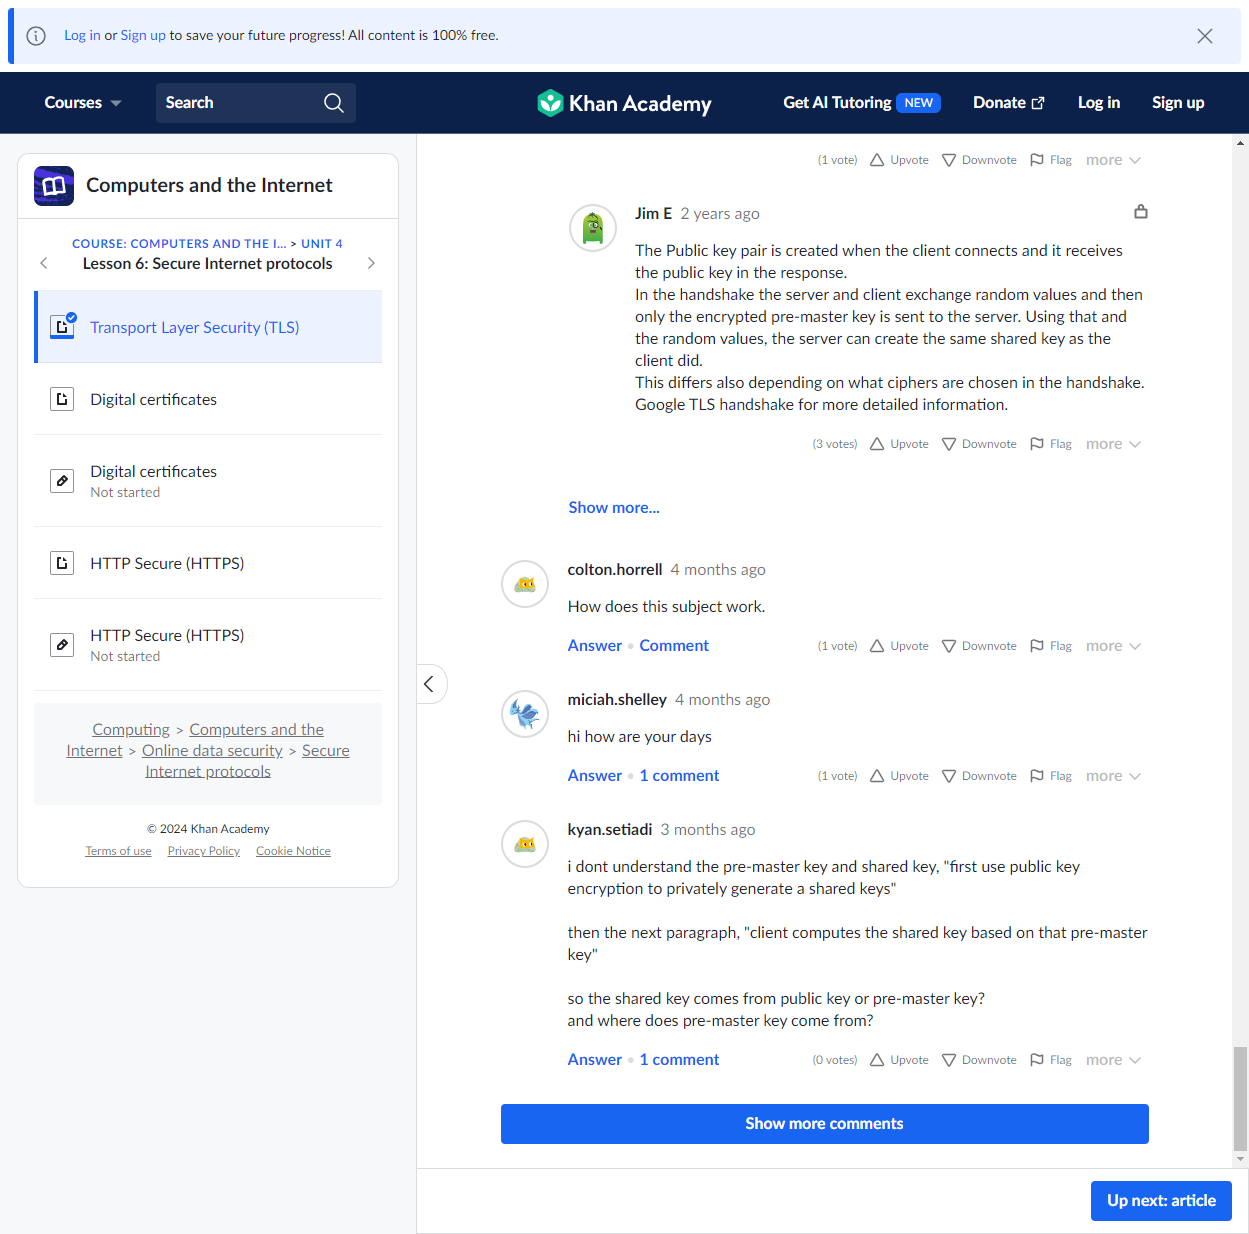 Log in or Sign up to save your future progress! All content is 100% free.
Courses
Search
Khan Academy
Get AI Tutoring NEW
Donate
Log in
Sign up
Computers and the Internet
COURSE: COMPUTERS AND THE I... > UNIT 4
Lesson 6: Secure Internet protocols
Transport Layer Security (TLS)
Digital certificates
Digital certificates
Not started
HTTP Secure (HTTPS)
HTTP Secure (HTTPS)
Not started
Computing > Computers and the
Internet > Online data security > Secure
Internet protocols
© 2024 Khan Academy
Terms of use Privacy Policy Cookie Notice
(1 vote) Upvote Downvote Flag more
Jim E 2 years ago
The Public key pair is created when the client connects and it receives
the public key in the response.
In the handshake the server and client exchange random values and then
only the encrypted pre-master key is sent to the server. Using that and
the random values, the server can create the same shared key as the
client did.
This differs also depending on what ciphers are chosen in the handshake.
Google TLS handshake for more detailed information.
(3 votes) Upvote Downvote Flag more
Show more...
colton.horrell 4 months ago
How does this subject work.
Answer • Comment (1 vote) Upvote Downvote Flag more
miciah.shelley 4 months ago
hi how are your days
Answer • 1 comment (1 vote) Upvote Downvote Flag more
kyan.setiadi 3 months ago
i dont understand the pre-master key and shared key, "first use public key
encryption to privately generate a shared keys"
then the next paragraph, "client computes the shared key based on that pre-master
key"
so the shared key comes from public key or pre-master key?
and where does pre-master key come from?
Answer • 1 comment (0 votes) Upvote Downvote Flag more
Show more comments
Up next: article